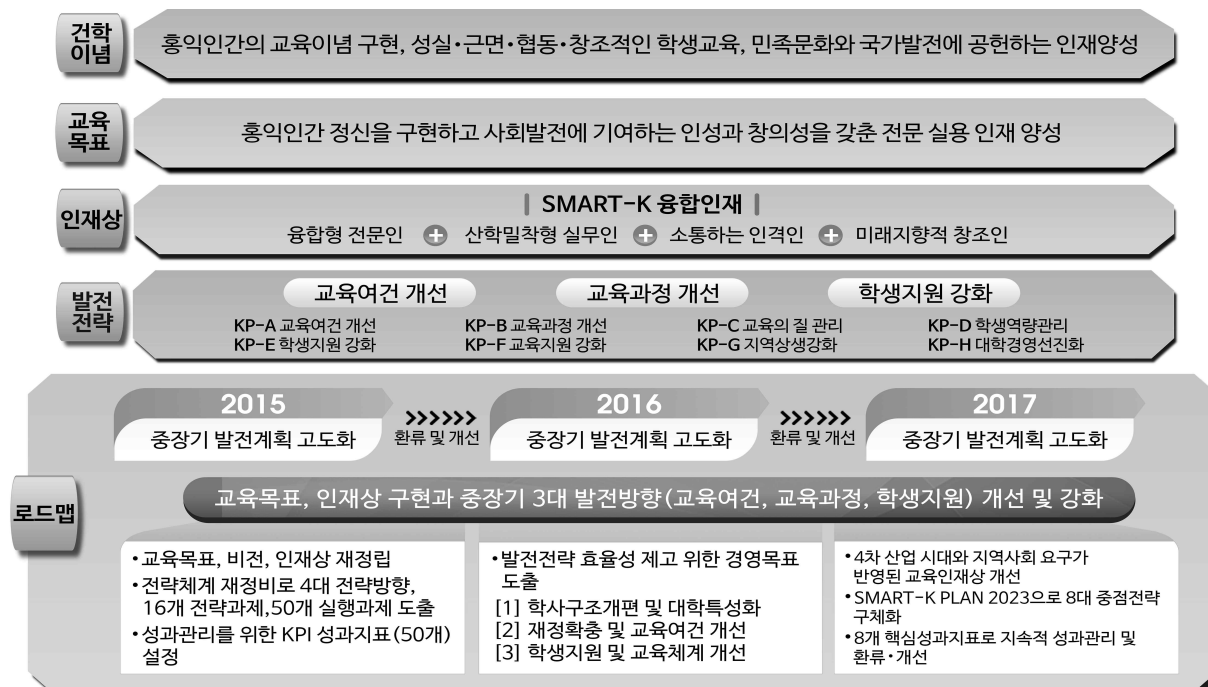 건학
이념
홍익인간의 교육이념 구현, 성실·근면·협동·창조적인 학생교육, 민족문화와 국가발전에 공헌하는 인재양성
교육
목표
홍익인간 정신을 구현하고 사회발전에 기여하는 인성과 창의성을 갖춘 전문 실용 인재 양성
인재상
SMART-K 융합인재
융합형 전문인 + 산학밀착형 실무인 + 소통하는 인격인 + 미래지향적 창조인
발전
전략
교육여건 개선 교육과정 개선 학생지원 강화
KP-A 교육여건 개선 KP-B 교육과정 개선 KP-C 교육의 질 관리 KP-D 학생역량관리
KP-E 학생지원 강화 KP-F 교육지원 강화 KP-G 지역상생강화 KP-H 대학경영선진화
로드맵
2015
중장기 발전계획 고도화
환류 및 개선
2016
중장기 발전계획 고도화
환류 및 개선
2017
중장기 발전계획 고도화
교육목표, 인재상 구현과 중장기 3대 발전방향(교육여건, 교육과정, 학생지원) 개선 및 강화
•교육목표, 비전, 인재상 재정립
•전략체계 재정비로 4대 전략방향,
16개 전략과제,50개 실행과제 도출
•성과관리를 위한 KPI 성과지표(50개)
설정
•발전전략 효율성 제고 위한 경영목표
도출
[1] 학사구조개편 및 대학특성화
[2] 재정확충 및 교육여건 개선
[3] 학생지원 및 교육체계 개선
•4차 산업 시대와 지역사회 요구가
반영된 교육인재상 개선
•SMART-K PLAN 2023으로 8대 중점전략
구체화
•8개 핵심성과지표로 지속적 성과관리 및
환류·개선